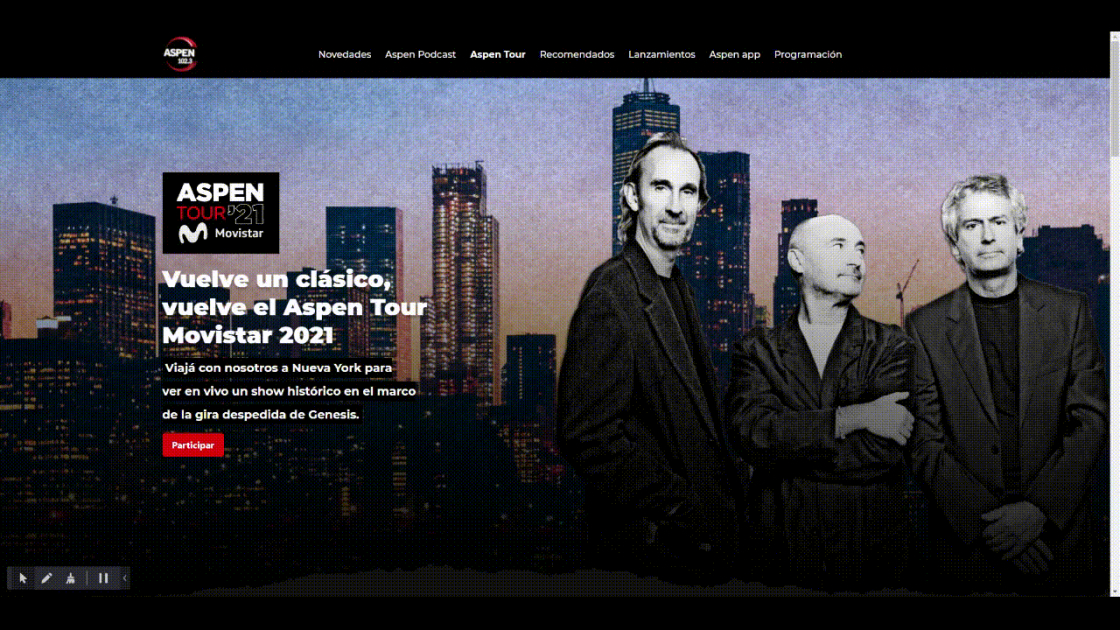 ASPEN
102.3
Novedades Aspen Podcast Aspen Tour Recomendados Lanzamientos Aspen app Programación
ASPEN
TOUR '21
Movistar
Vuelve un clásico,
vuelve el Aspen Tour
Movistar 2021
Viajá con nosotros a Nueva York para
ver en vivo un show histórico en el marco
de la gira despedida de Genesis.
Participar